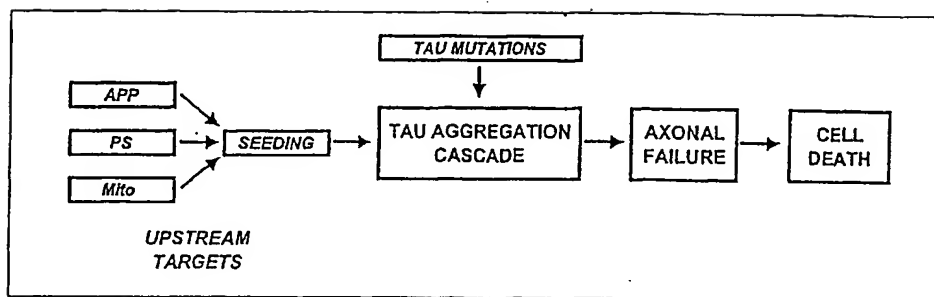 TAU MUTATIONS
APP
PS
Mito
SEEDING
TAU AGGREGATION
CASCADE
AXONAL
FAILURE
CELL
DEATH
UPSTREAM
TARGETS